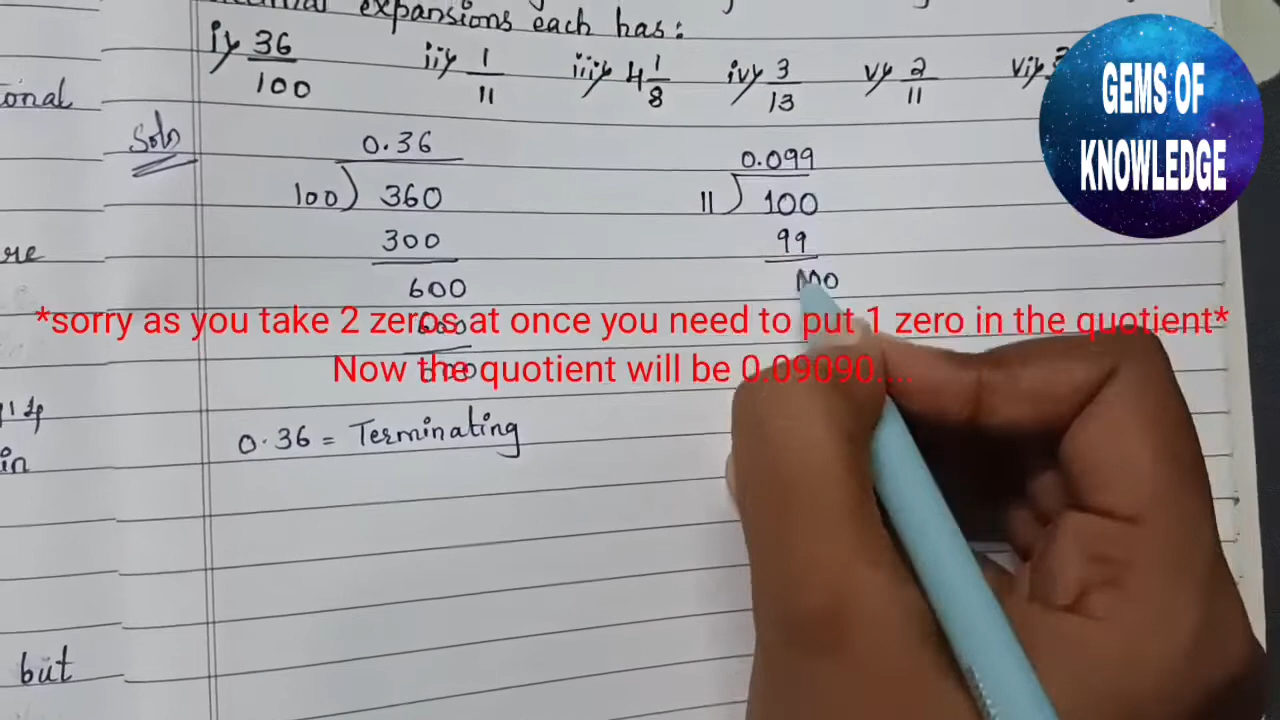 expansions each has:
i) 36/100 ii) 1/11 iii) 4 1/8 iv) 3/13 v) 2/11 vi)
GEMS OF
KNOWLEDGE
onal
Soln
0.36
100 ) 360
300
600
600
000
0.36 = Terminating
0.099
11 ) 100
99
100
*sorry as you take 2 zeros at once you need to put 1 zero in the quotient*
Now the quotient will be 0.09090....
re
in
but